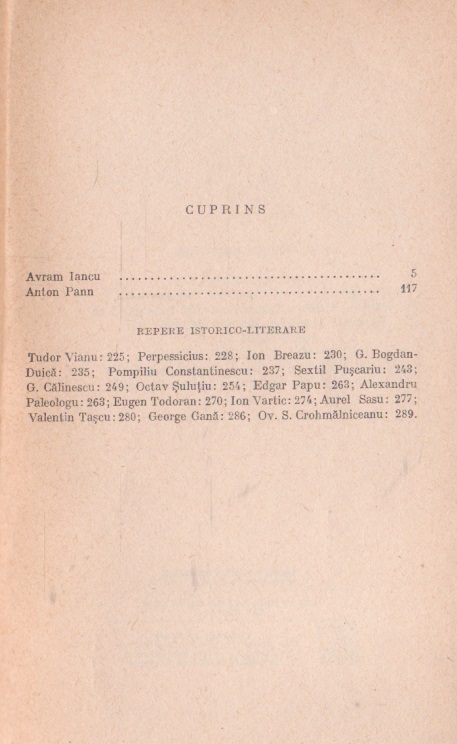 CUPRINS
Avram Iancu ........................................ 5
Anton Pann ........................................ 117
REPERE ISTORICO-LITERARE
Tudor Vianu: 225; Perpessicius: 228; Ion Breazu: 230; G. Bogdan-
Duică: 235; Pompiliu Constantinescu: 237; Sextil Pușcariu: 243;
G. Călinescu: 249; Octav Șuluțiu: 254; Edgar Papu: 263; Alexandru
Paleologu: 263; Eugen Todoran: 270; Ion Vartic: 274; Aurel Sasu: 277;
Valentin Tașcu: 280; George Gană: 286; Ov. S. Crohmălniceanu: 289.